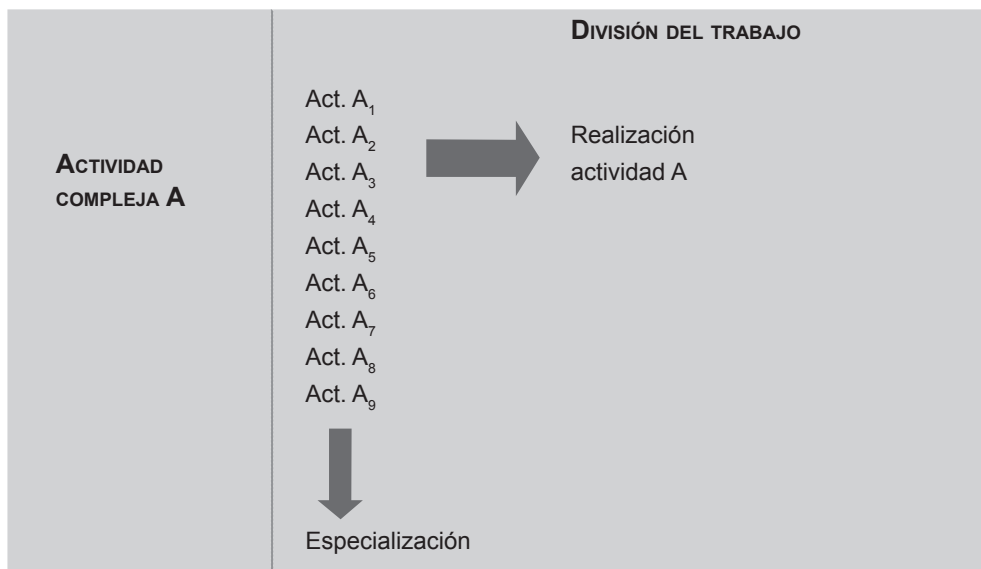 DIVISIÓN DEL TRABAJO
ACTIVIDAD
COMPLEJA A
Act. A₁
Act. A₂
Act. A₃
Act. A₄
Act. A₅
Act. A₆
Act. A₇
Act. A₈
Act. A₉
Realización
actividad A
Especialización